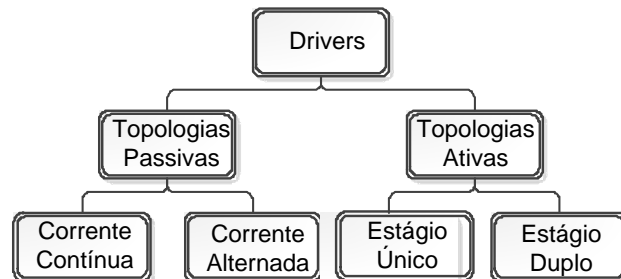 Drivers
Topologias
Passivas
Topologias
Ativas
Corrente
Contínua
Corrente
Alternada
Estágio
Único
Estágio
Duplo